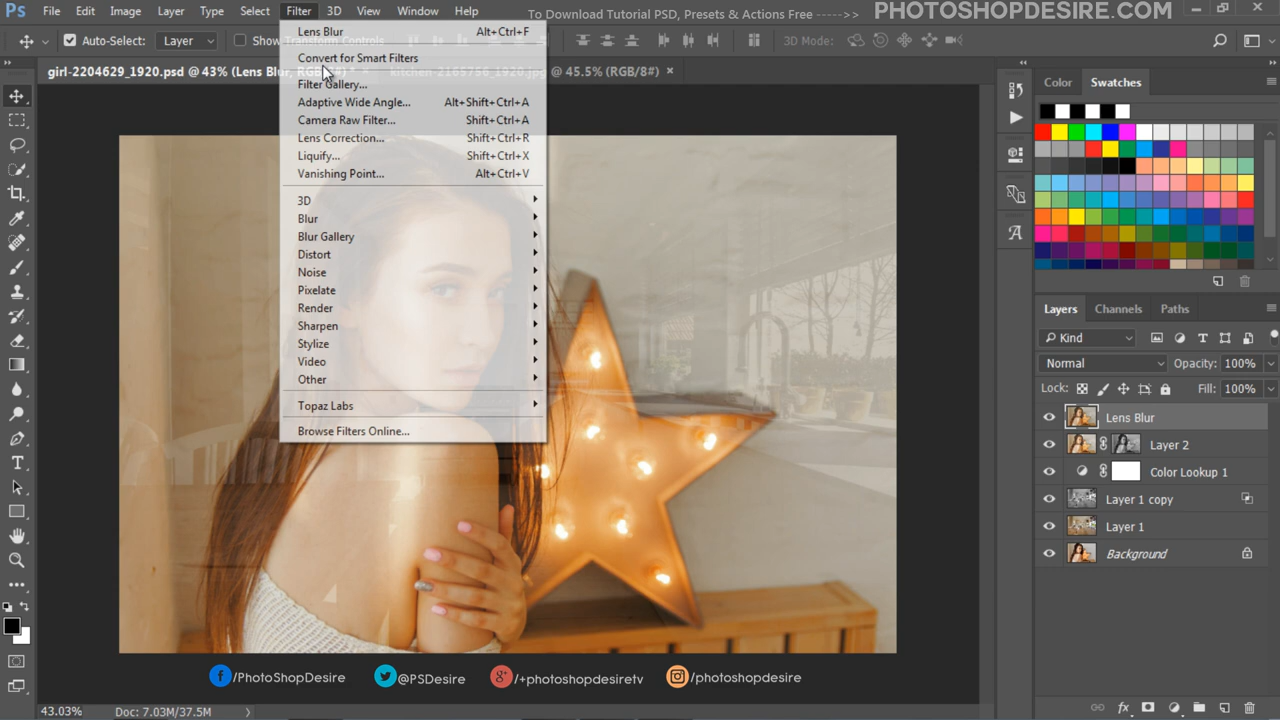 Ps File Edit Image Layer Type Select Filter 3D View Window Help To Download Tutorial PSD, Presets & Actions Free ----->> PHOTOSHOPDESIRE.COM
Auto-Select: Layer Show Transform Controls 3D Mode:
girl-2204629_1920.psd @ 43% (Lens Blur, RGB/8#) * × kitchen-2165756_1920.jpg @ 45.5% (RGB/8#) ×
Lens Blur Alt+Ctrl+F
Convert for Smart Filters
Filter Gallery...
Adaptive Wide Angle... Alt+Shift+Ctrl+A
Camera Raw Filter... Shift+Ctrl+A
Lens Correction... Shift+Ctrl+R
Liquify... Shift+Ctrl+X
Vanishing Point... Alt+Ctrl+V
3D
Blur
Blur Gallery
Distort
Noise
Pixelate
Render
Sharpen
Stylize
Video
Other
Topaz Labs
Browse Filters Online...
Color Swatches
Layers Channels Paths
Kind
Normal Opacity: 100%
Lock: Fill: 100%
Lens Blur
Layer 2
Color Lookup 1
Layer 1 copy
Layer 1
Background
/PhotoShopDesire @PSDesire /+photoshopdesiretv /photoshopdesire
43.03% Doc: 7.03M/37.5M